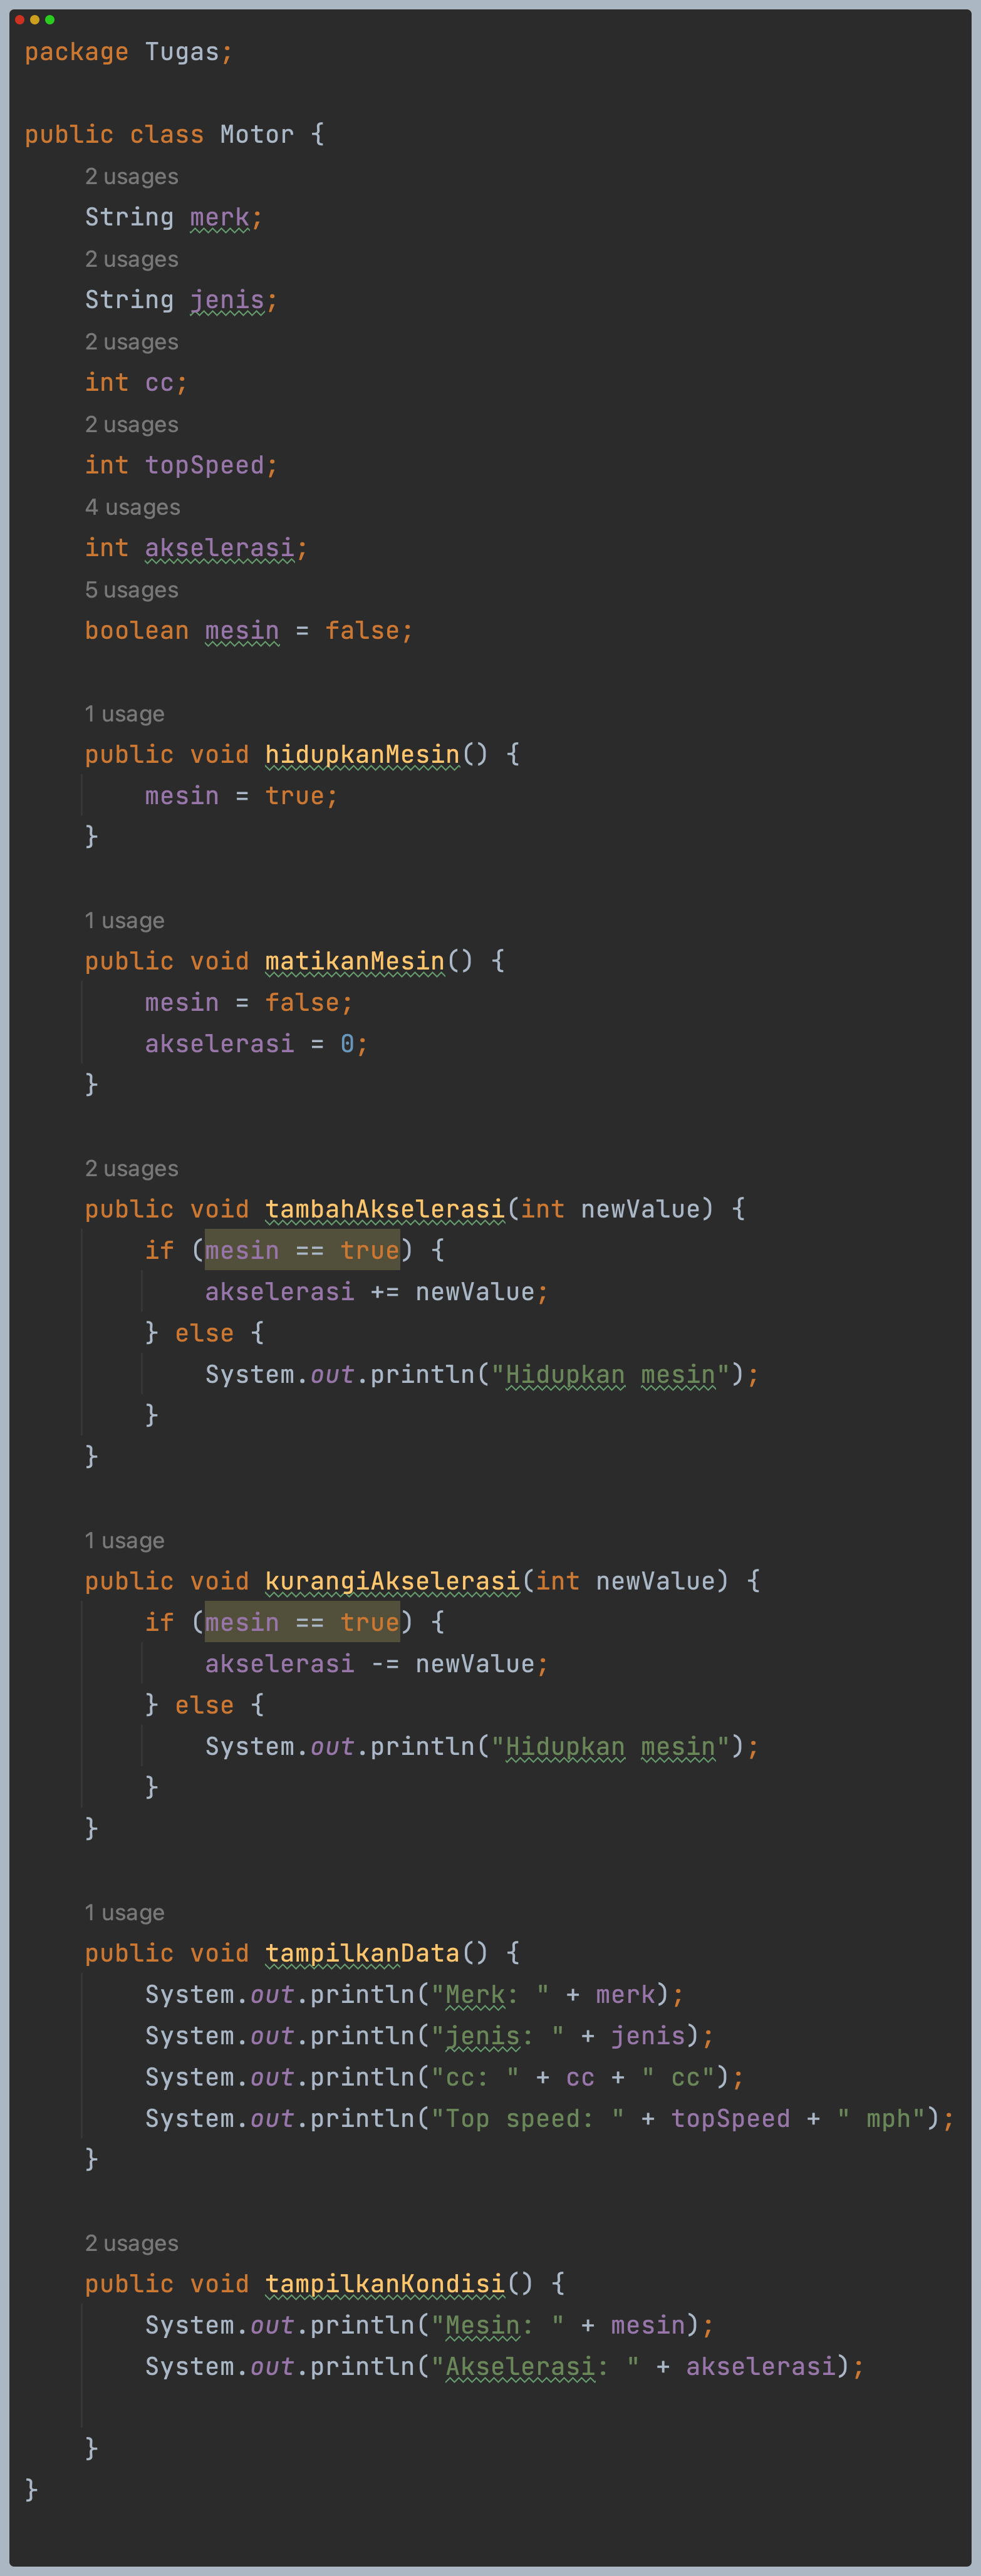 package Tugas;
public class Motor {
2 usages
String merk;
2 usages
String jenis;
2 usages
int cc;
2 usages
int topSpeed;
4 usages
int akselerasi;
5 usages
boolean mesin = false;
1 usage
public void hidupkanMesin() {
mesin = true;
}
1 usage
public void matikanMesin() {
mesin = false;
akselerasi = 0;
}
2 usages
public void tambahAkselerasi(int newValue) {
if (mesin == true) {
akselerasi += newValue;
} else {
System.out.println("Hidupkan mesin");
}
}
1 usage
public void kurangiAkselerasi(int newValue) {
if (mesin == true) {
akselerasi -= newValue;
} else {
System.out.println("Hidupkan mesin");
}
}
1 usage
public void tampilkanData() {
System.out.println("Merk: " + merk);
System.out.println("jenis: " + jenis);
System.out.println("cc: " + cc + " cc");
System.out.println("Top speed: " + topSpeed + " mph");
}
2 usages
public void tampilkanKondisi() {
System.out.println("Mesin: " + mesin);
System.out.println("Akselerasi: " + akselerasi);
}
}